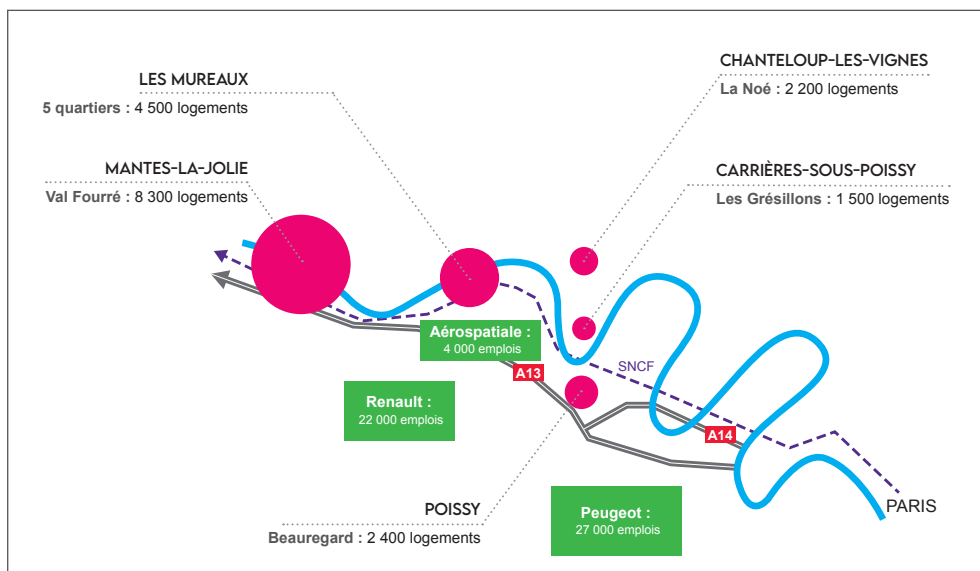 CHANTELOUP-LES-VIGNES
La Noé : 2 200 logements
LES MUREAUX
5 quartiers : 4 500 logements
MANTES-LA-JOLIE
Val Fourré : 8 300 logements
CARRIÈRES-SOUS-POISSY
Les Grésillons : 1 500 logements
Aérospatiale :
4 000 emplois
SNCF
A13
Renault :
22 000 emplois
A14
POISSY
Beauregard : 2 400 logements
Peugeot :
27 000 emplois
PARIS